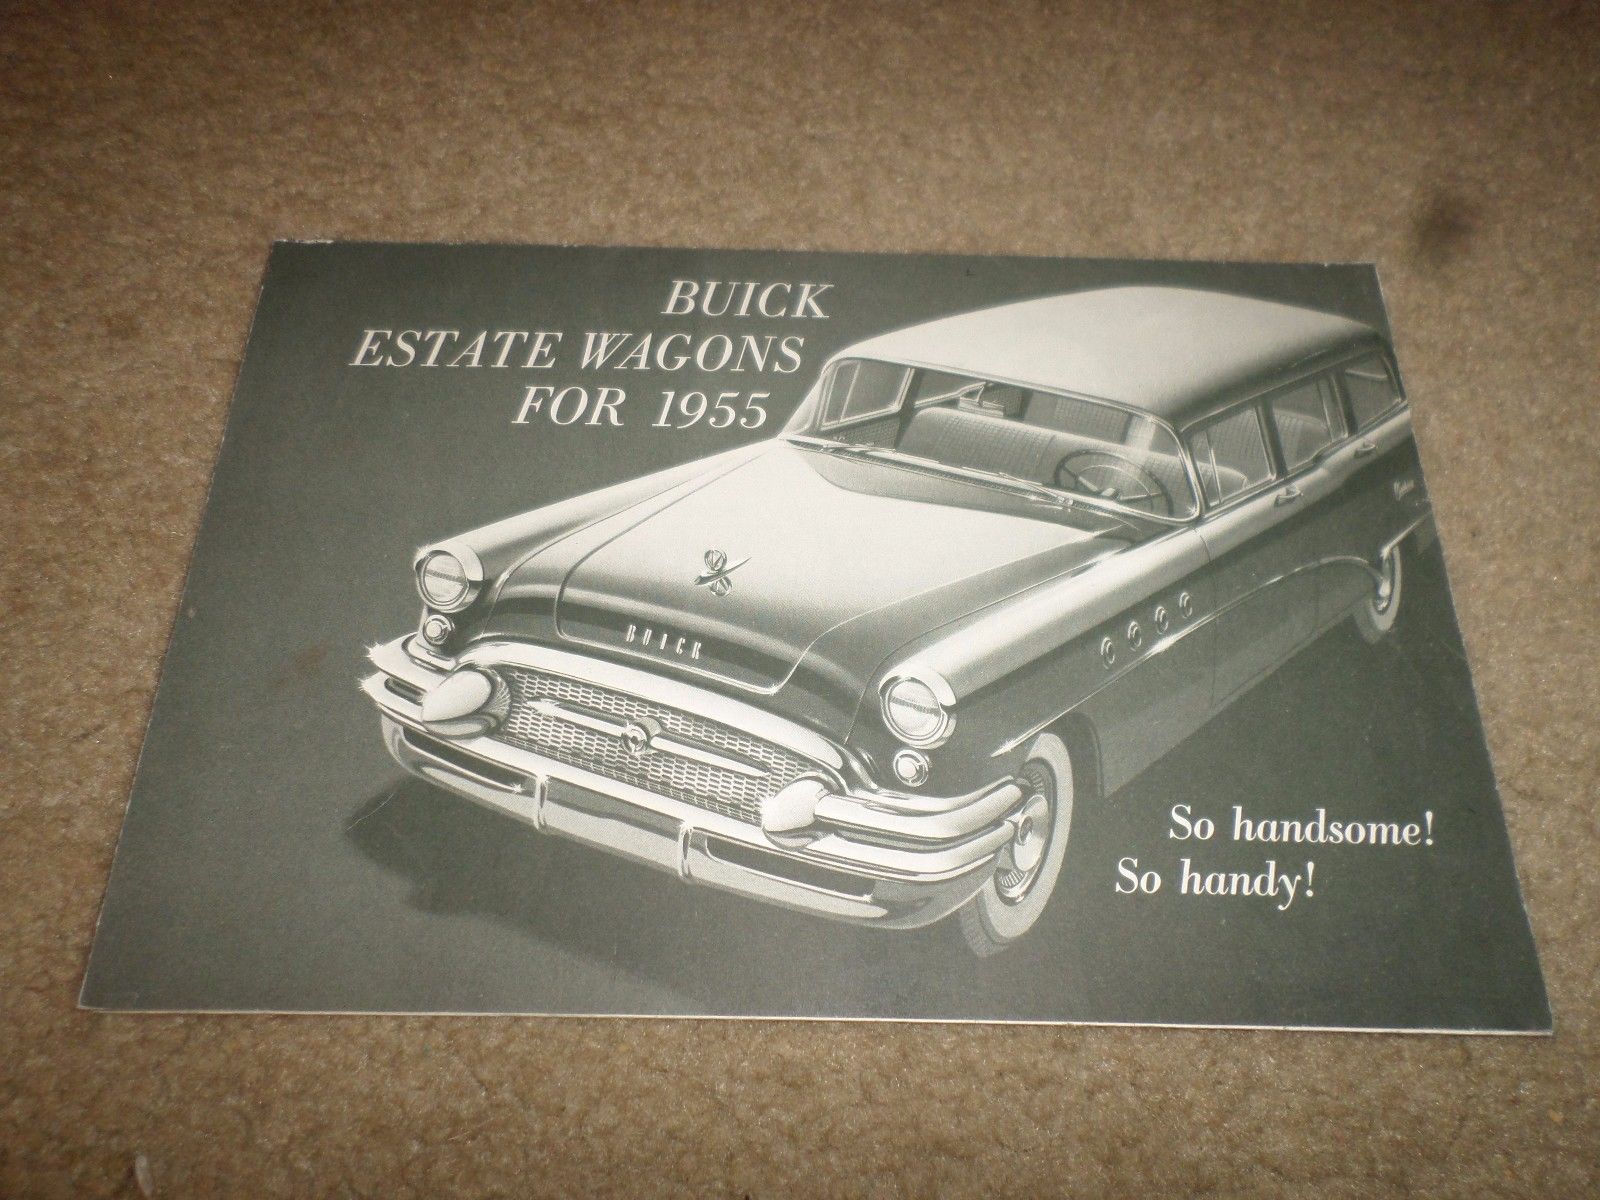 BUICK
ESTATE WAGONS
FOR 1955
BUICK
So handsome!
So handy!